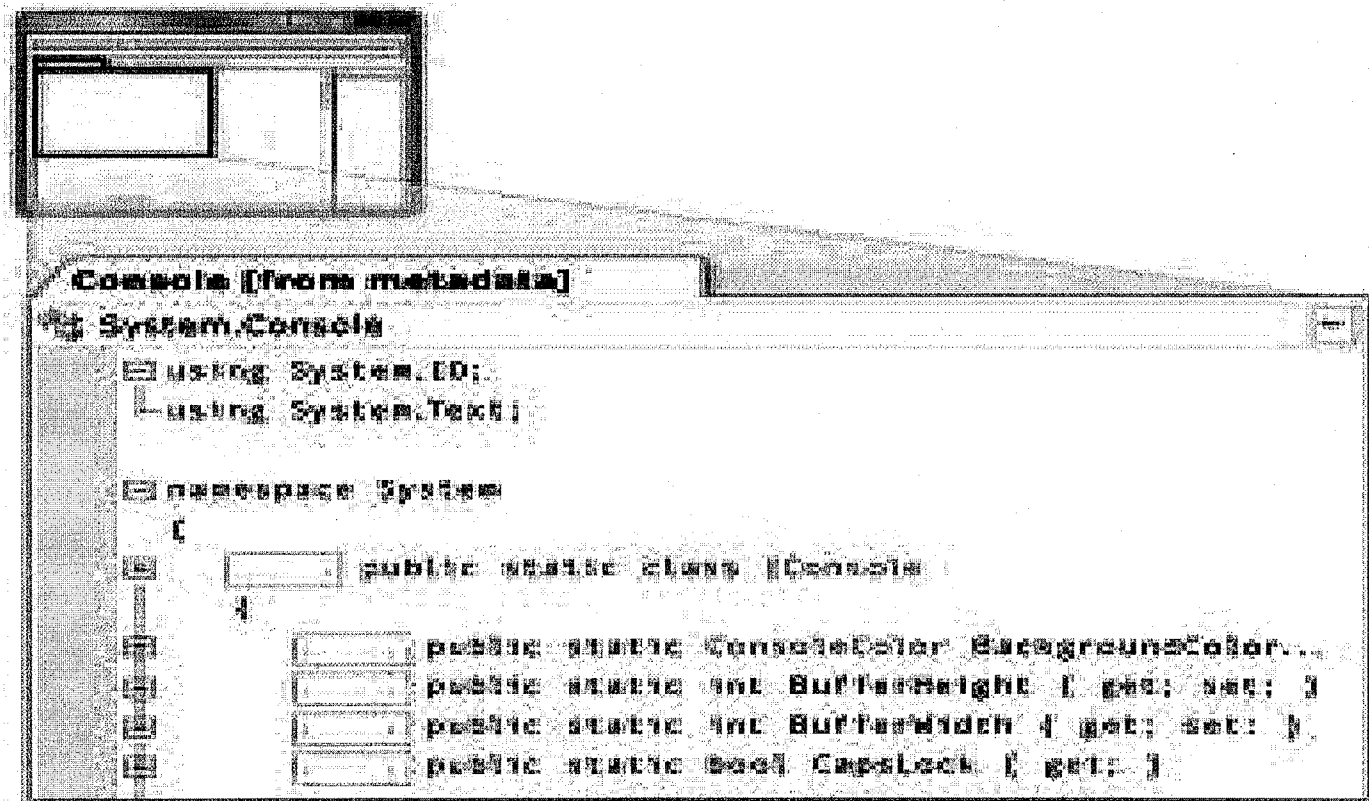 Console [from metadata]
System.Console
using System.IO;
using System.Text;
namespace System
{
public static class Console
{
public static ConsoleColor BackgroundColor...
public static int BufferHeight { get; set; }
public static int BufferWidth { get; set; }
public static bool CapsLock { get; }